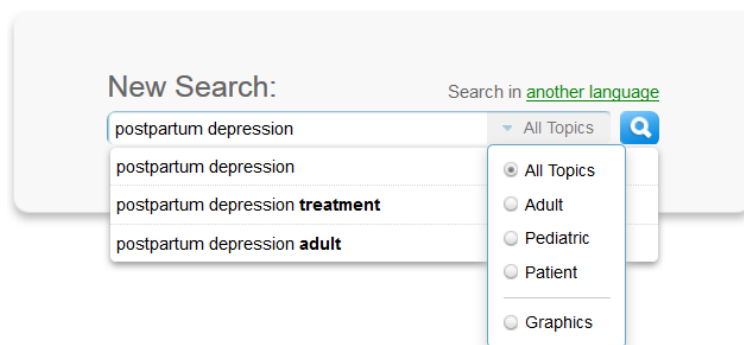 New Search:
Search in another language
postpartum depression
All Topics
postpartum depression
postpartum depression treatment
postpartum depression adult
All Topics
Adult
Pediatric
Patient
Graphics